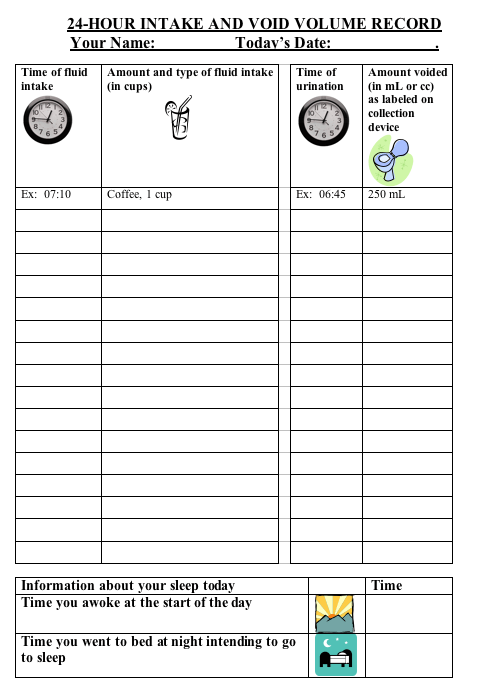 24-HOUR INTAKE AND VOID VOLUME RECORD
Your Name: Today's Date: .
Time of fluid
intake
Amount and type of fluid intake
(in cups)
Time of
urination
Amount voided
(in mL or cc)
as labeled on
collection
device
Ex: 07:10
Coffee, 1 cup
Ex: 06:45
250 mL
Information about your sleep today
Time
Time you awoke at the start of the day
Time you went to bed at night intending to go
to sleep